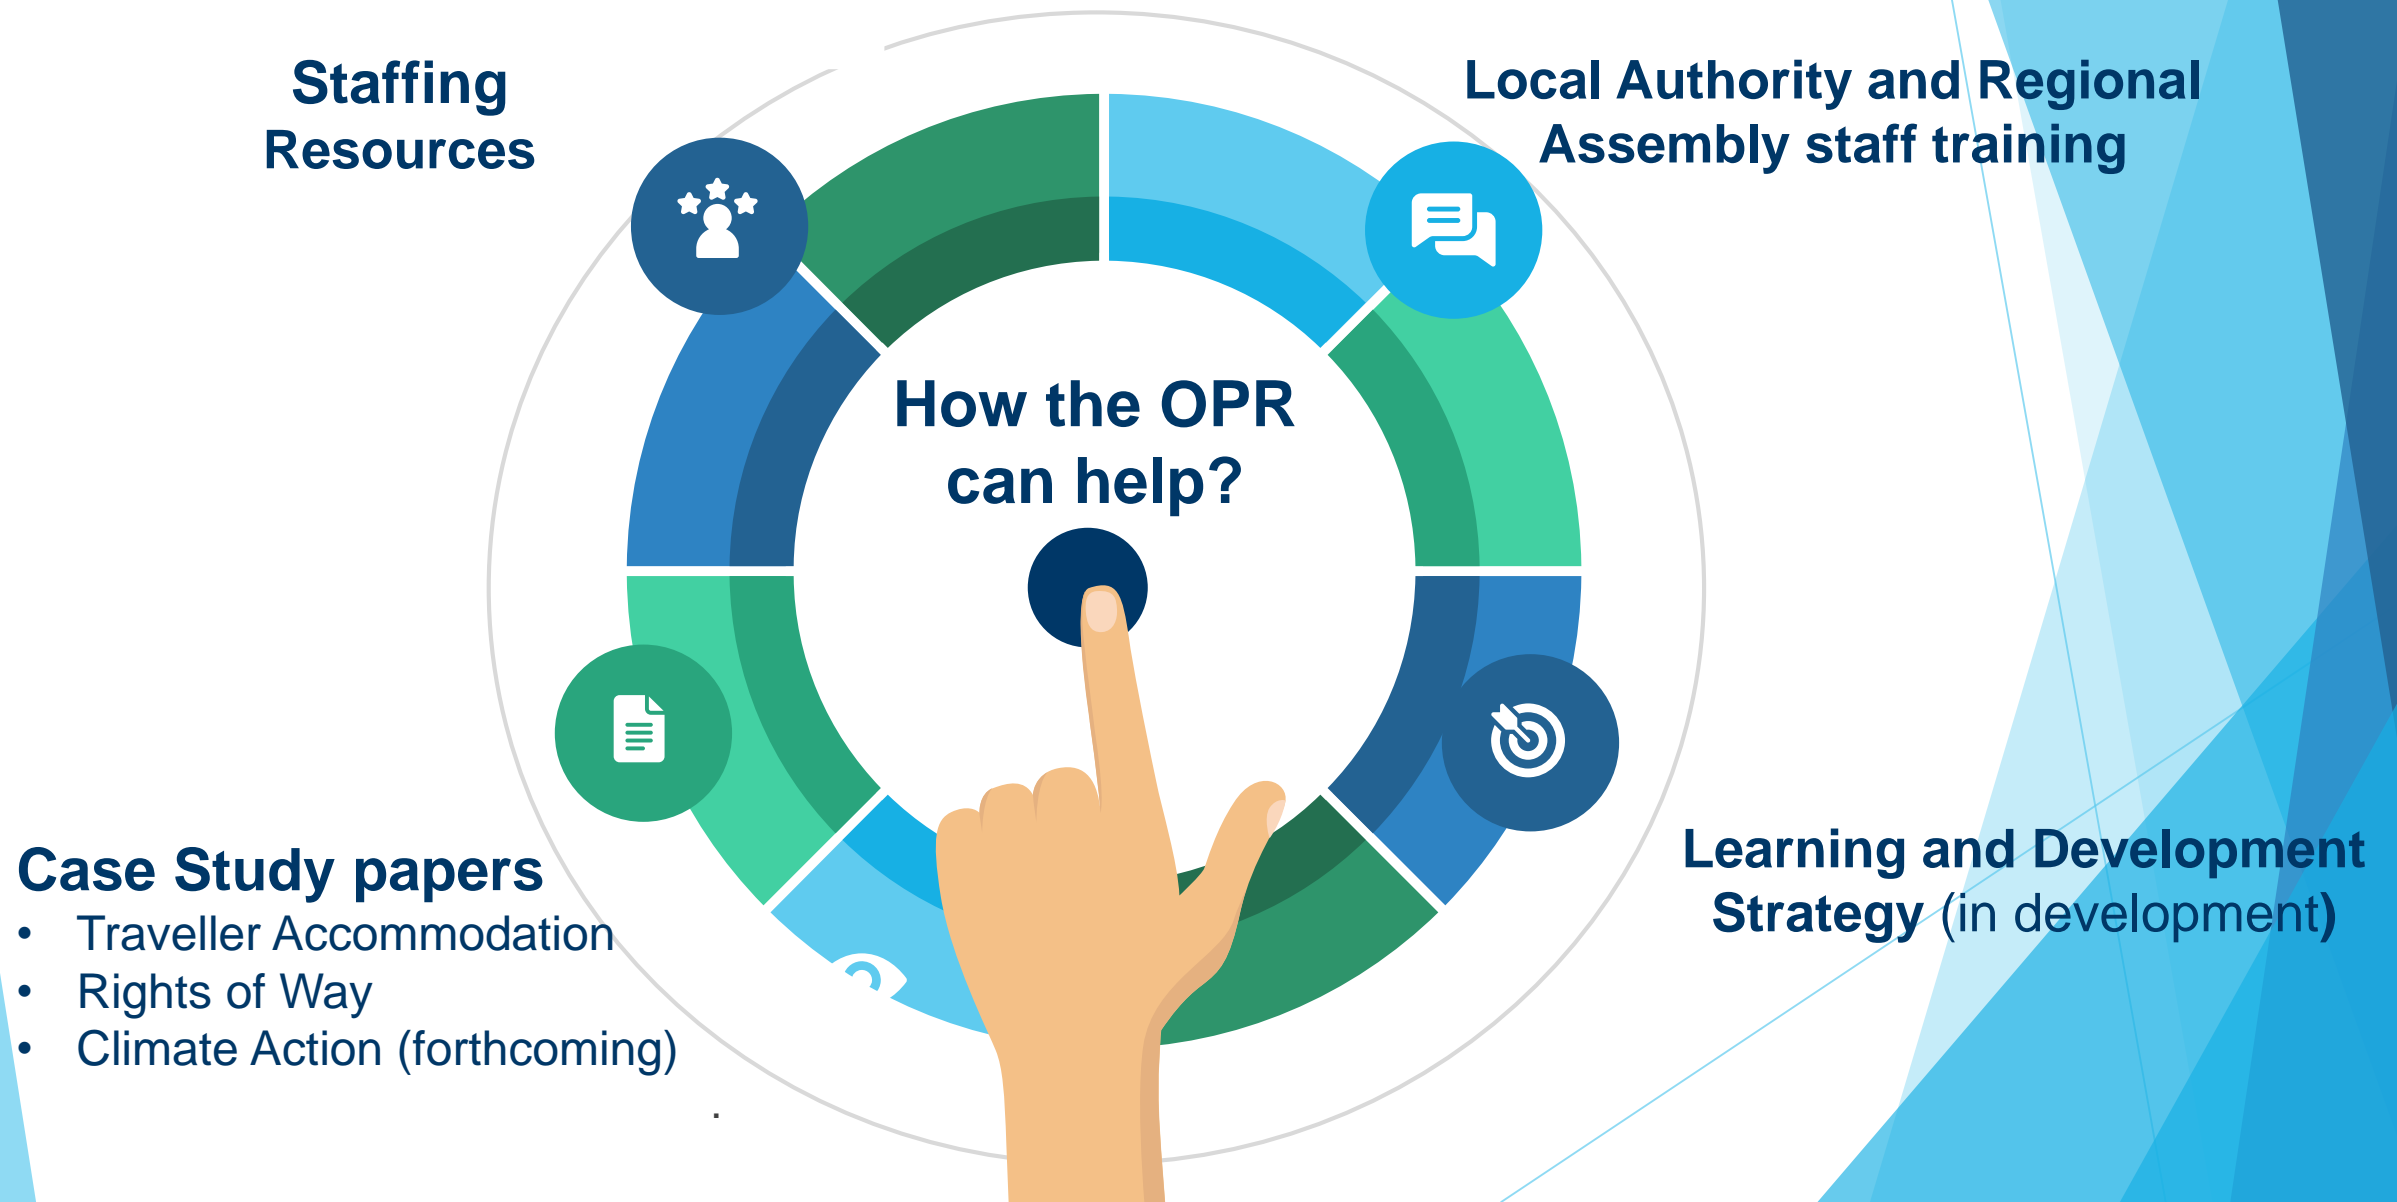 Staffing
Resources
Local Authority and Regional
Assembly staff training
How the OPR
can help?
Case Study papers
• Traveller Accommodation
• Rights of Way
• Climate Action (forthcoming)
.
Learning and Development
Strategy (in development)